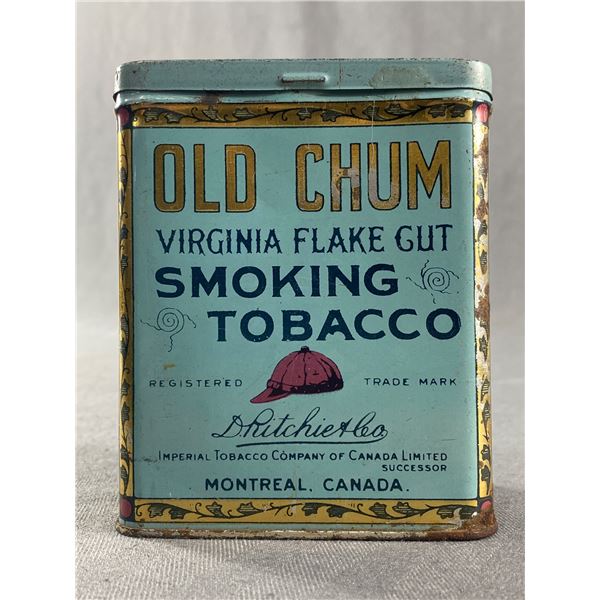 OLD CHUM
VIRGINIA FLAKE CUT
SMOKING
TOBACCO
REGISTERED TRADE MARK
D. Ritchie & Co
IMPERIAL TOBACCO COMPANY OF CANADA LIMITED
SUCCESSOR
MONTREAL, CANADA.